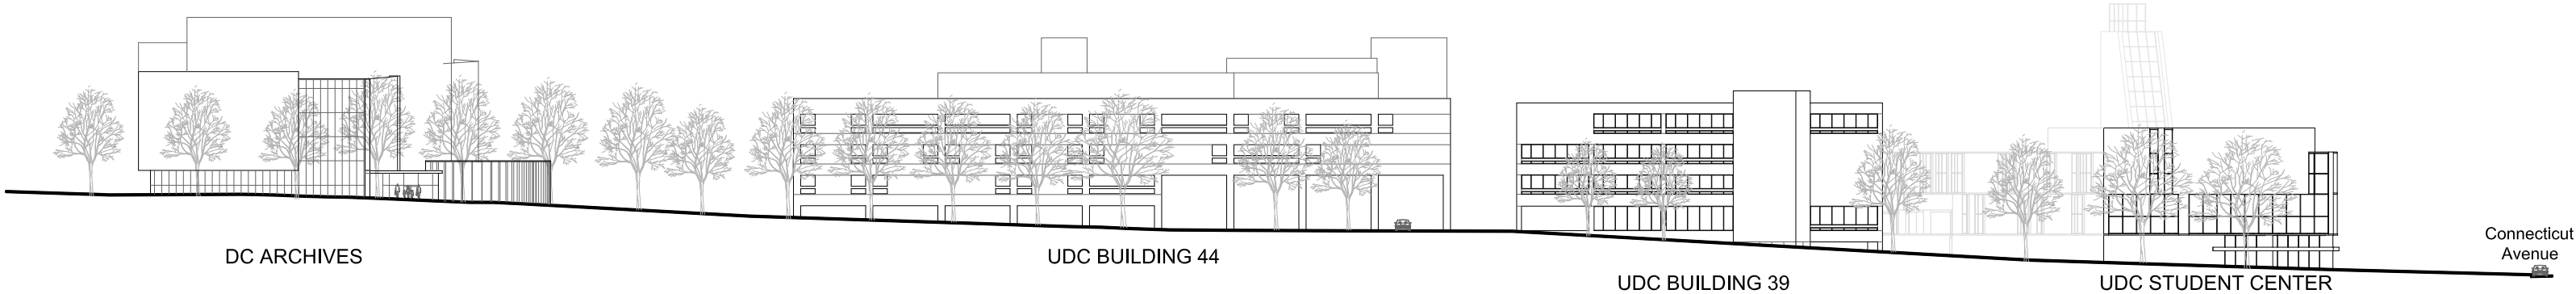 DC ARCHIVES
UDC BUILDING 44
UDC BUILDING 39
UDC STUDENT CENTER
Connecticut
Avenue